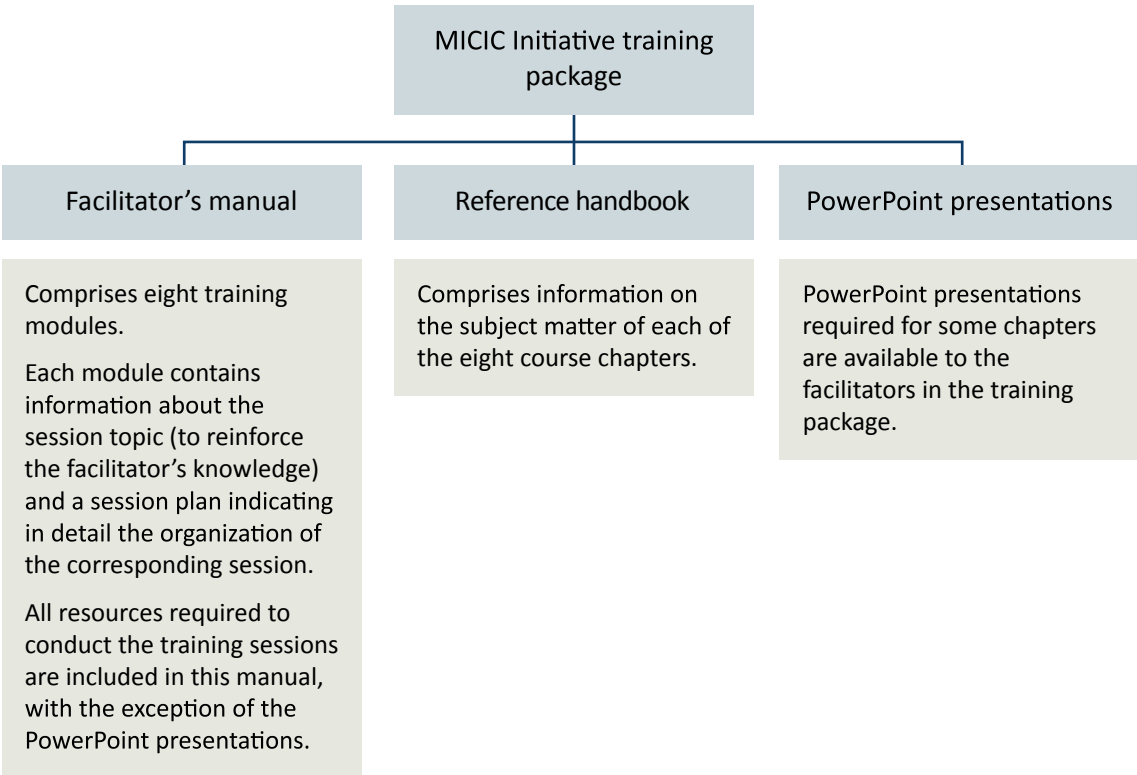 MICIC Initiative training
package
Facilitator’s manual
Comprises eight training
modules.
Each module contains
information about the
session topic (to reinforce
the facilitator’s knowledge)
and a session plan indicating
in detail the organization of
the corresponding session.
All resources required to
conduct the training sessions
are included in this manual,
with the exception of the
PowerPoint presentations.
Reference handbook
Comprises information on
the subject matter of each of
the eight course chapters.
PowerPoint presentations
PowerPoint presentations
required for some chapters
are available to the
facilitators in the training
package.